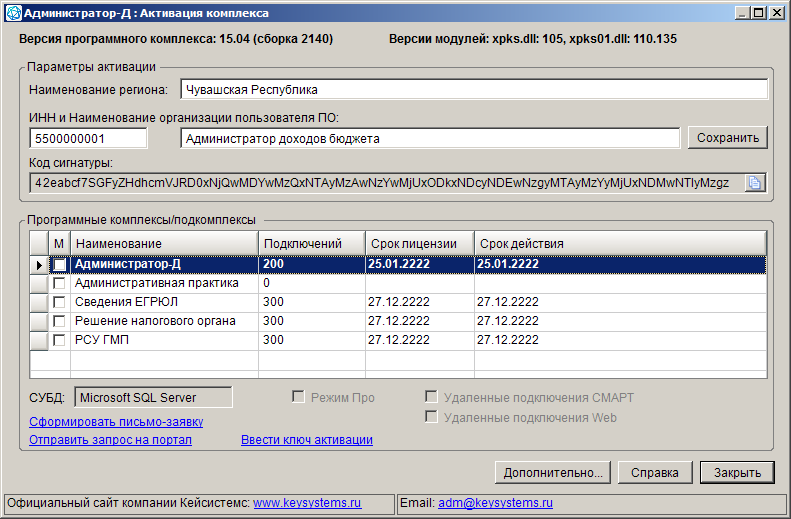 Администратор-Д : Активация комплекса
Версия программного комплекса: 15.04 (сборка 2140) Версии модулей: xpks.dll: 105, xpks01.dll: 110.135
Параметры активации
Наименование региона: Чувашская Республика
ИНН и Наименование организации пользователя ПО:
5500000001 Администратор доходов бюджета Сохранить
Код сигнатуры:
42eabcf7SGFyZHdhcmVJRD0xNjQwMDYwMzQxNTAyMzAwNzYwMjUxODkxNDcyNDEwNzgyMTAyMzYyMjUxNDMwNTIyMzgz
Программные комплексы/подкомплексы
М Наименование Подключений Срок лицензии Срок действия
Администратор-Д 200 25.01.2222 25.01.2222
Административная практика 0
Сведения ЕГРЮЛ 300 27.12.2222 27.12.2222
Решение налогового органа 300 27.12.2222 27.12.2222
РСУ ГМП 300 27.12.2222 27.12.2222
СУБД: Microsoft SQL Server Режим Про Удаленные подключения СМАРТ
Удаленные подключения Web
Сформировать письмо-заявку
Отправить запрос на портал Ввести ключ активации
Дополнительно... Справка Закрыть
Официальный сайт компании Кейсистемс: www.keysystems.ru Email: adm@keysystems.ru